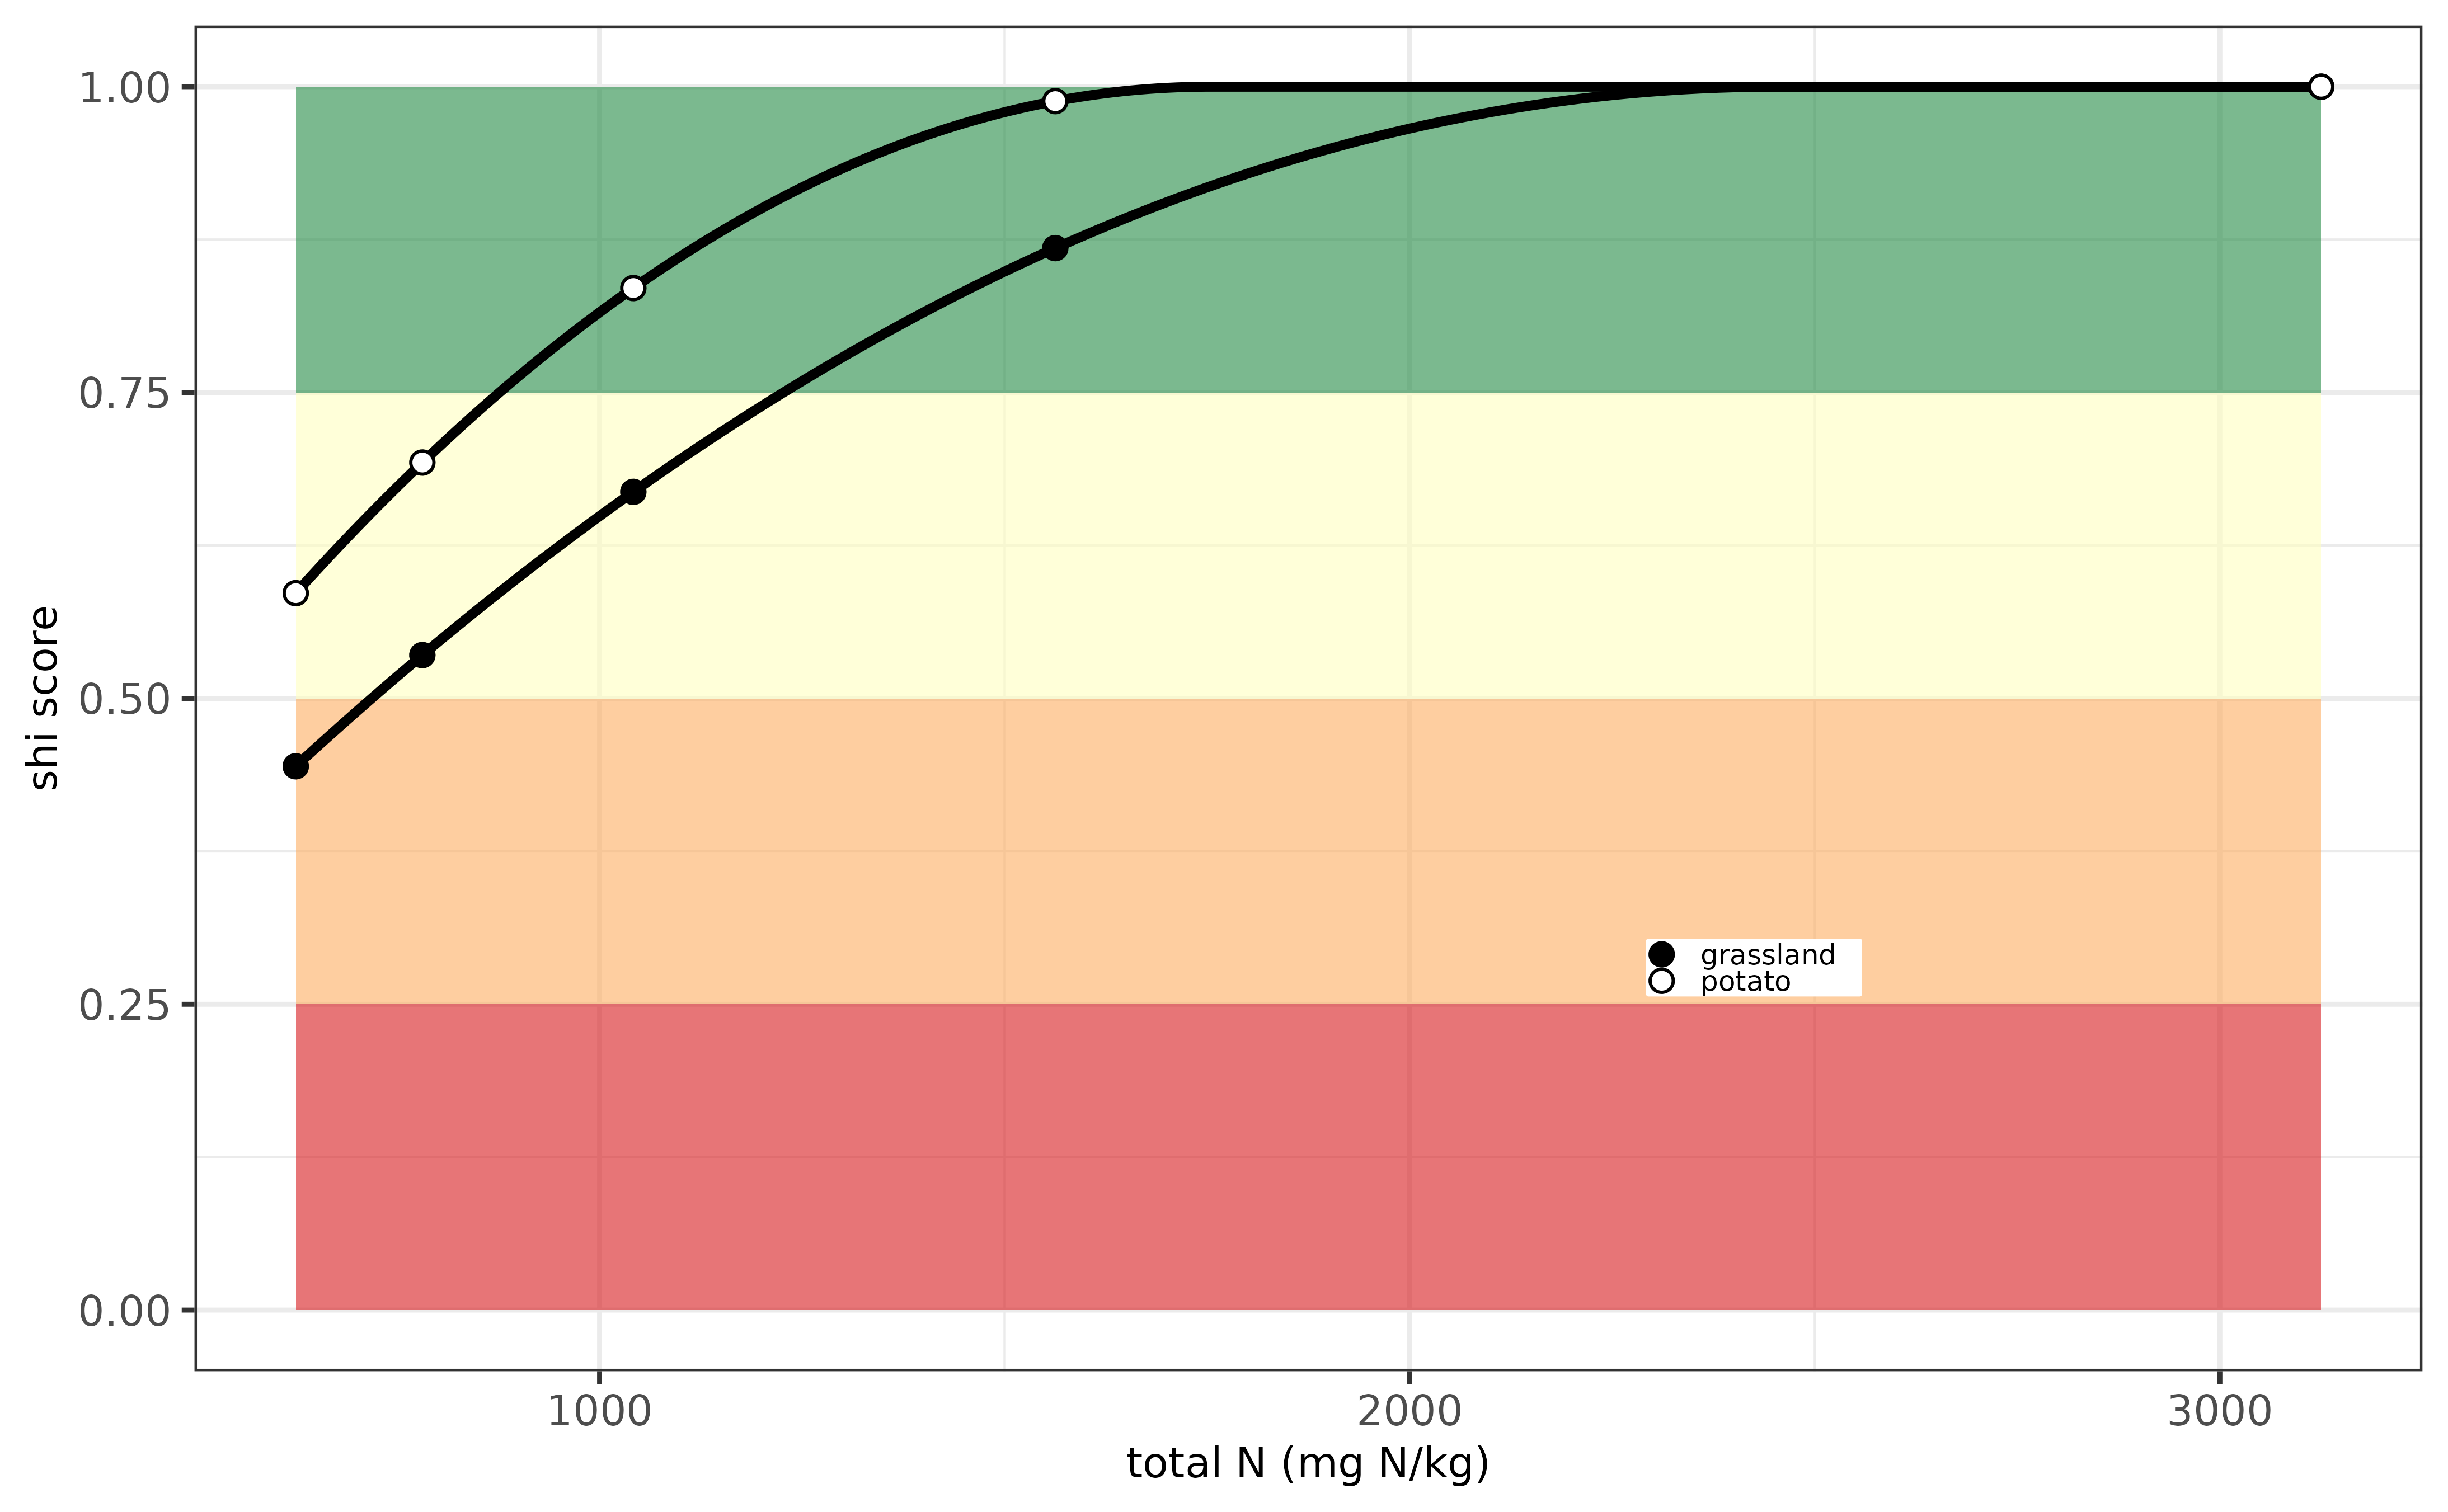 1.00
0.75
0.50
0.25
0.00
shi score
grassland
potato
1000 2000 3000
total N (mg N/kg)